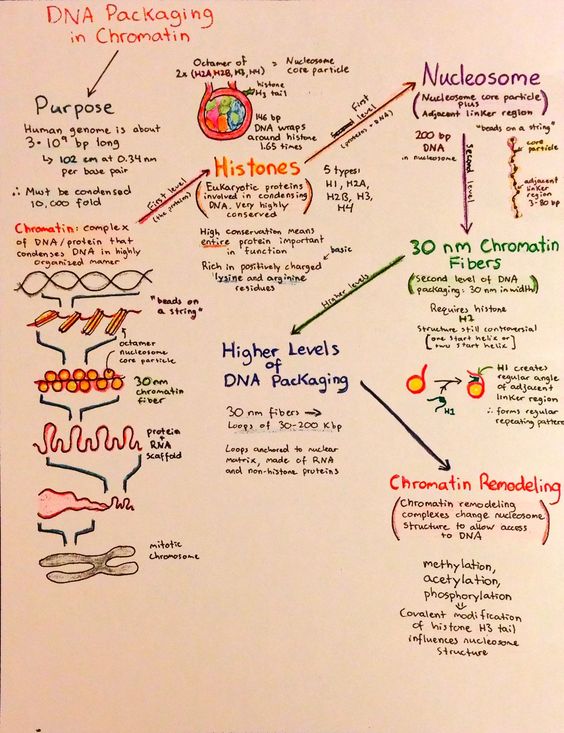 DNA Packaging
in Chromatin
Purpose
Human genome is about
3·10⁹ bp long
↳ 102 cm at 0.34 nm
per base pair
∴ Must be condensed
10,000 fold
Chromatin: complex
of DNA/protein that
condenses DNA in highly
organized manner
"beads on
a string"
octamer
nucleosome
core particle
30nm
chromatin
fiber
protein
+
RNA
scaffold
mitotic
chromosome
First level
(the proteins)
Octamer of = Nucleosome
2x (H2A, H2B, H3, H4) core particle
histone
H3 tail
146 bp
DNA wraps
around histone
1.65 times
Histones
(Eukaryotic proteins
involved in condensing
DNA. Very highly
conserved)
5 types:
H1, H2A,
H2B, H3,
H4
High conservation means
entire protein important
in function
basic
Rich in positively charged
lysine and arginine
residues
First
Second level
(proteins + DNA)
Nucleosome
(Nucleosome core particle
plus
Adjacent linker region)
200 bp
DNA
in nucleosome
second level
"beads on a string"
core
particle
adjacent
linker
region
3-80 bp
30 nm Chromatin
Fibers
(second level of DNA
packaging: 30 nm in width)
Requires histone
H1
Structure still controversial
[one start helix or
two start helix]
H1
H1 creates
regular angle
of adjacent
linker region
∴ forms regular
repeating pattern
Higher levels
Higher Levels
of
DNA Packaging
30 nm fibers →
Loops of 30-200 Kbp
Loops anchored to nuclear
matrix, made of RNA
and non-histone proteins
Chromatin Remodeling
(Chromatin remodeling
complexes change nucleosome
structure to allow access
to DNA)
methylation,
acetylation,
phosphorylation
⇓
Covalent modification
of histone H3 tail
influences nucleosome
structure